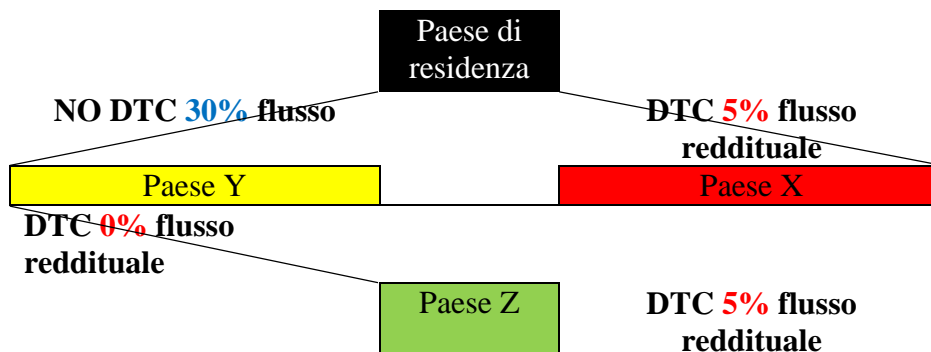 Paese di
residenza
NO DTC 30% flusso
DTC 5% flusso
reddituale
Paese Y
Paese X
DTC 0% flusso
reddituale
Paese Z
DTC 5% flusso
reddituale